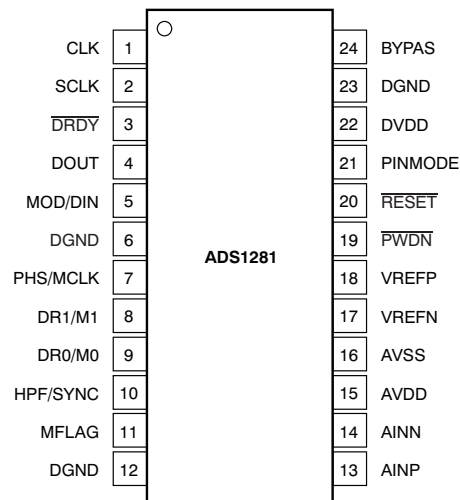 CLK 1 24 BYPAS
SCLK 2 23 DGND
DRDY 3 22 DVDD
DOUT 4 21 PINMODE
MOD/DIN 5 20 RESET
DGND 6 19 PWDN
ADS1281
PHS/MCLK 7 18 VREFP
DR1/M1 8 17 VREFN
DR0/M0 9 16 AVSS
HPF/SYNC 10 15 AVDD
MFLAG 11 14 AINN
DGND 12 13 AINP